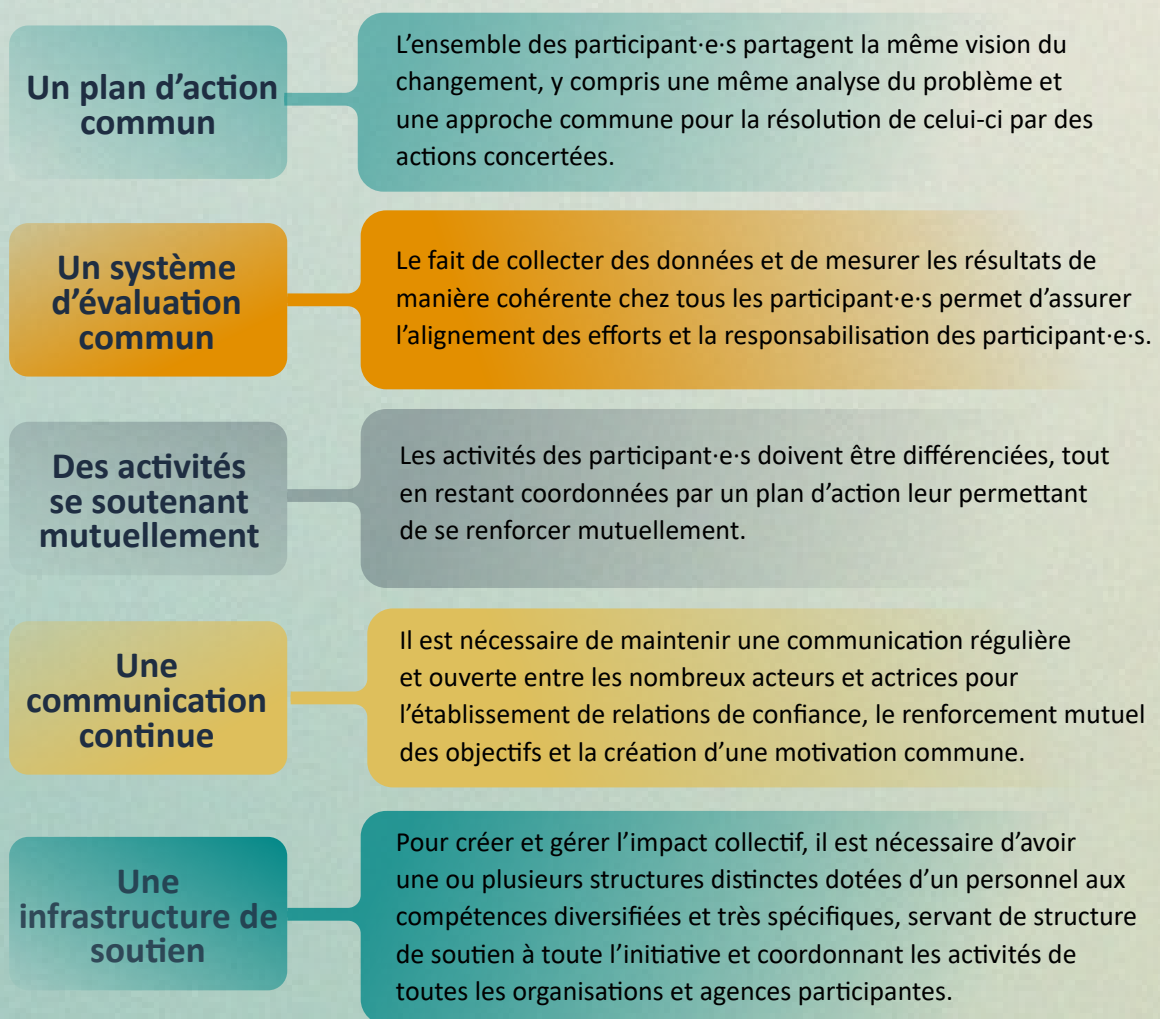 Un plan d’action
commun
L’ensemble des participant·e·s partagent la même vision du
changement, y compris une même analyse du problème et
une approche commune pour la résolution de celui-ci par des
actions concertées.
Un système
d’évaluation
commun
Le fait de collecter des données et de mesurer les résultats de
manière cohérente chez tous les participant·e·s permet d’assurer
l’alignement des efforts et la responsabilisation des participant·e·s.
Des activités
se soutenant
mutuellement
Les activités des participant·e·s doivent être différenciées, tout
en restant coordonnées par un plan d’action leur permettant
de se renforcer mutuellement.
Une
communication
continue
Il est nécessaire de maintenir une communication régulière
et ouverte entre les nombreux acteurs et actrices pour
l’établissement de relations de confiance, le renforcement mutuel
des objectifs et la création d’une motivation commune.
Une
infrastructure de
soutien
Pour créer et gérer l’impact collectif, il est nécessaire d’avoir
une ou plusieurs structures distinctes dotées d’un personnel aux
compétences diversifiées et très spécifiques, servant de structure
de soutien à toute l’initiative et coordonnant les activités de
toutes les organisations et agences participantes.